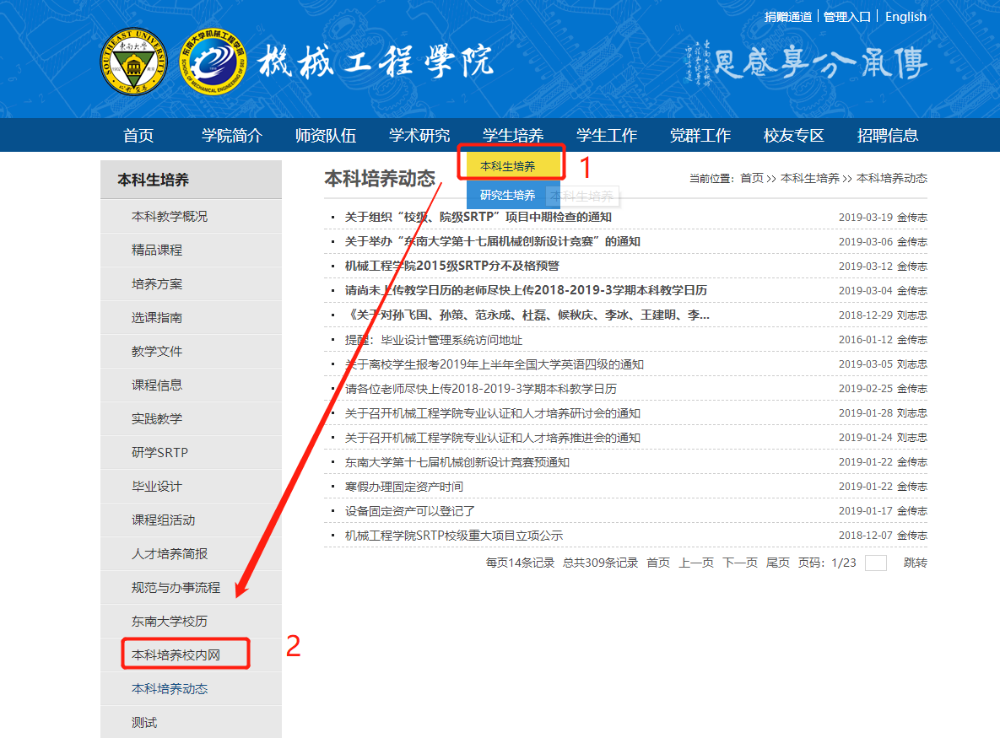 捐赠通道 管理入口 English
SOUTHEAST UNIVERSITY
東南大學
东南大学机械工程学院
SCHOOL OF MECHANICAL ENGINEERING OF SEU
機械工程學院
傳承分享感恩
首页 学院简介 师资队伍 学术研究 学生培养 学生工作 党群工作 校友专区 招聘信息
本科生培养
1
研究生培养
本科生培养
本科生培养
本科教学概况
精品课程
培养方案
选课指南
教学文件
课程信息
实践教学
研学SRTP
毕业设计
课程组活动
人才培养简报
规范与办事流程
东南大学校历
本科培养校内网
2
本科培养动态
测试
本科培养动态
当前位置：首页 >> 本科生培养 >> 本科培养动态
关于组织“校级、院级SRTP”项目中期检查的通知 2019-03-19 金传志
关于举办“东南大学第十七届机械创新设计竞赛”的通知 2019-03-06 金传志
机械工程学院2015级SRTP分不及格预警 2019-03-12 金传志
请尚未上传教学日历的老师尽快上传2018-2019-3学期本科教学日历 2019-03-04 金传志
《关于对孙飞国、孙策、范永成、杜磊、候秋庆、李冰、王建明、李... 2018-12-29 刘志忠
提醒：毕业设计管理系统访问地址 2016-01-12 金传志
关于离校学生报考2019年上半年全国大学英语四级的通知 2019-03-05 刘志忠
请各位老师尽快上传2018-2019-3学期本科教学日历 2019-02-25 金传志
关于召开机械工程学院专业认证和人才培养研讨会的通知 2019-01-28 刘志忠
关于召开机械工程学院专业认证和人才培养推进会的通知 2019-01-24 刘志忠
东南大学第十七届机械创新设计竞赛预通知 2019-01-22 金传志
寒假办理固定资产时间 2019-01-22 金传志
设备固定资产可以登记了 2019-01-17 金传志
机械工程学院SRTP校级重大项目立项公示 2018-12-07 金传志
每页14条记录 总共309条记录 首页 上一页 下一页 尾页 页码：1/23 跳转